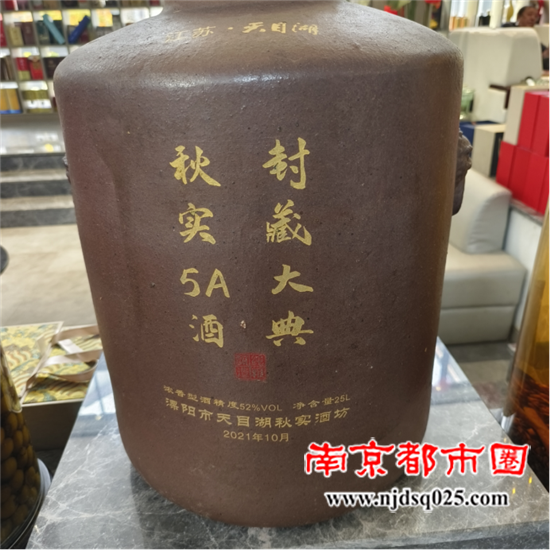 江苏·天目湖
封藏大典
秋实5A酒
浓香型酒精度52%VOL 净含量25L
溧阳市天目湖秋实酒坊
2021年10月
南京都市圈
www.njdsq025.com